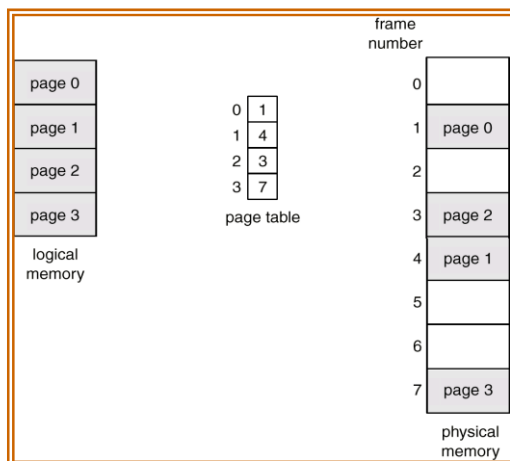 frame
number
page 0
page 1
page 2
page 3
logical
memory
0 1
1 4
2 3
3 7
page table
0
1 page 0
2
3 page 2
4 page 1
5
6
7 page 3
physical
memory